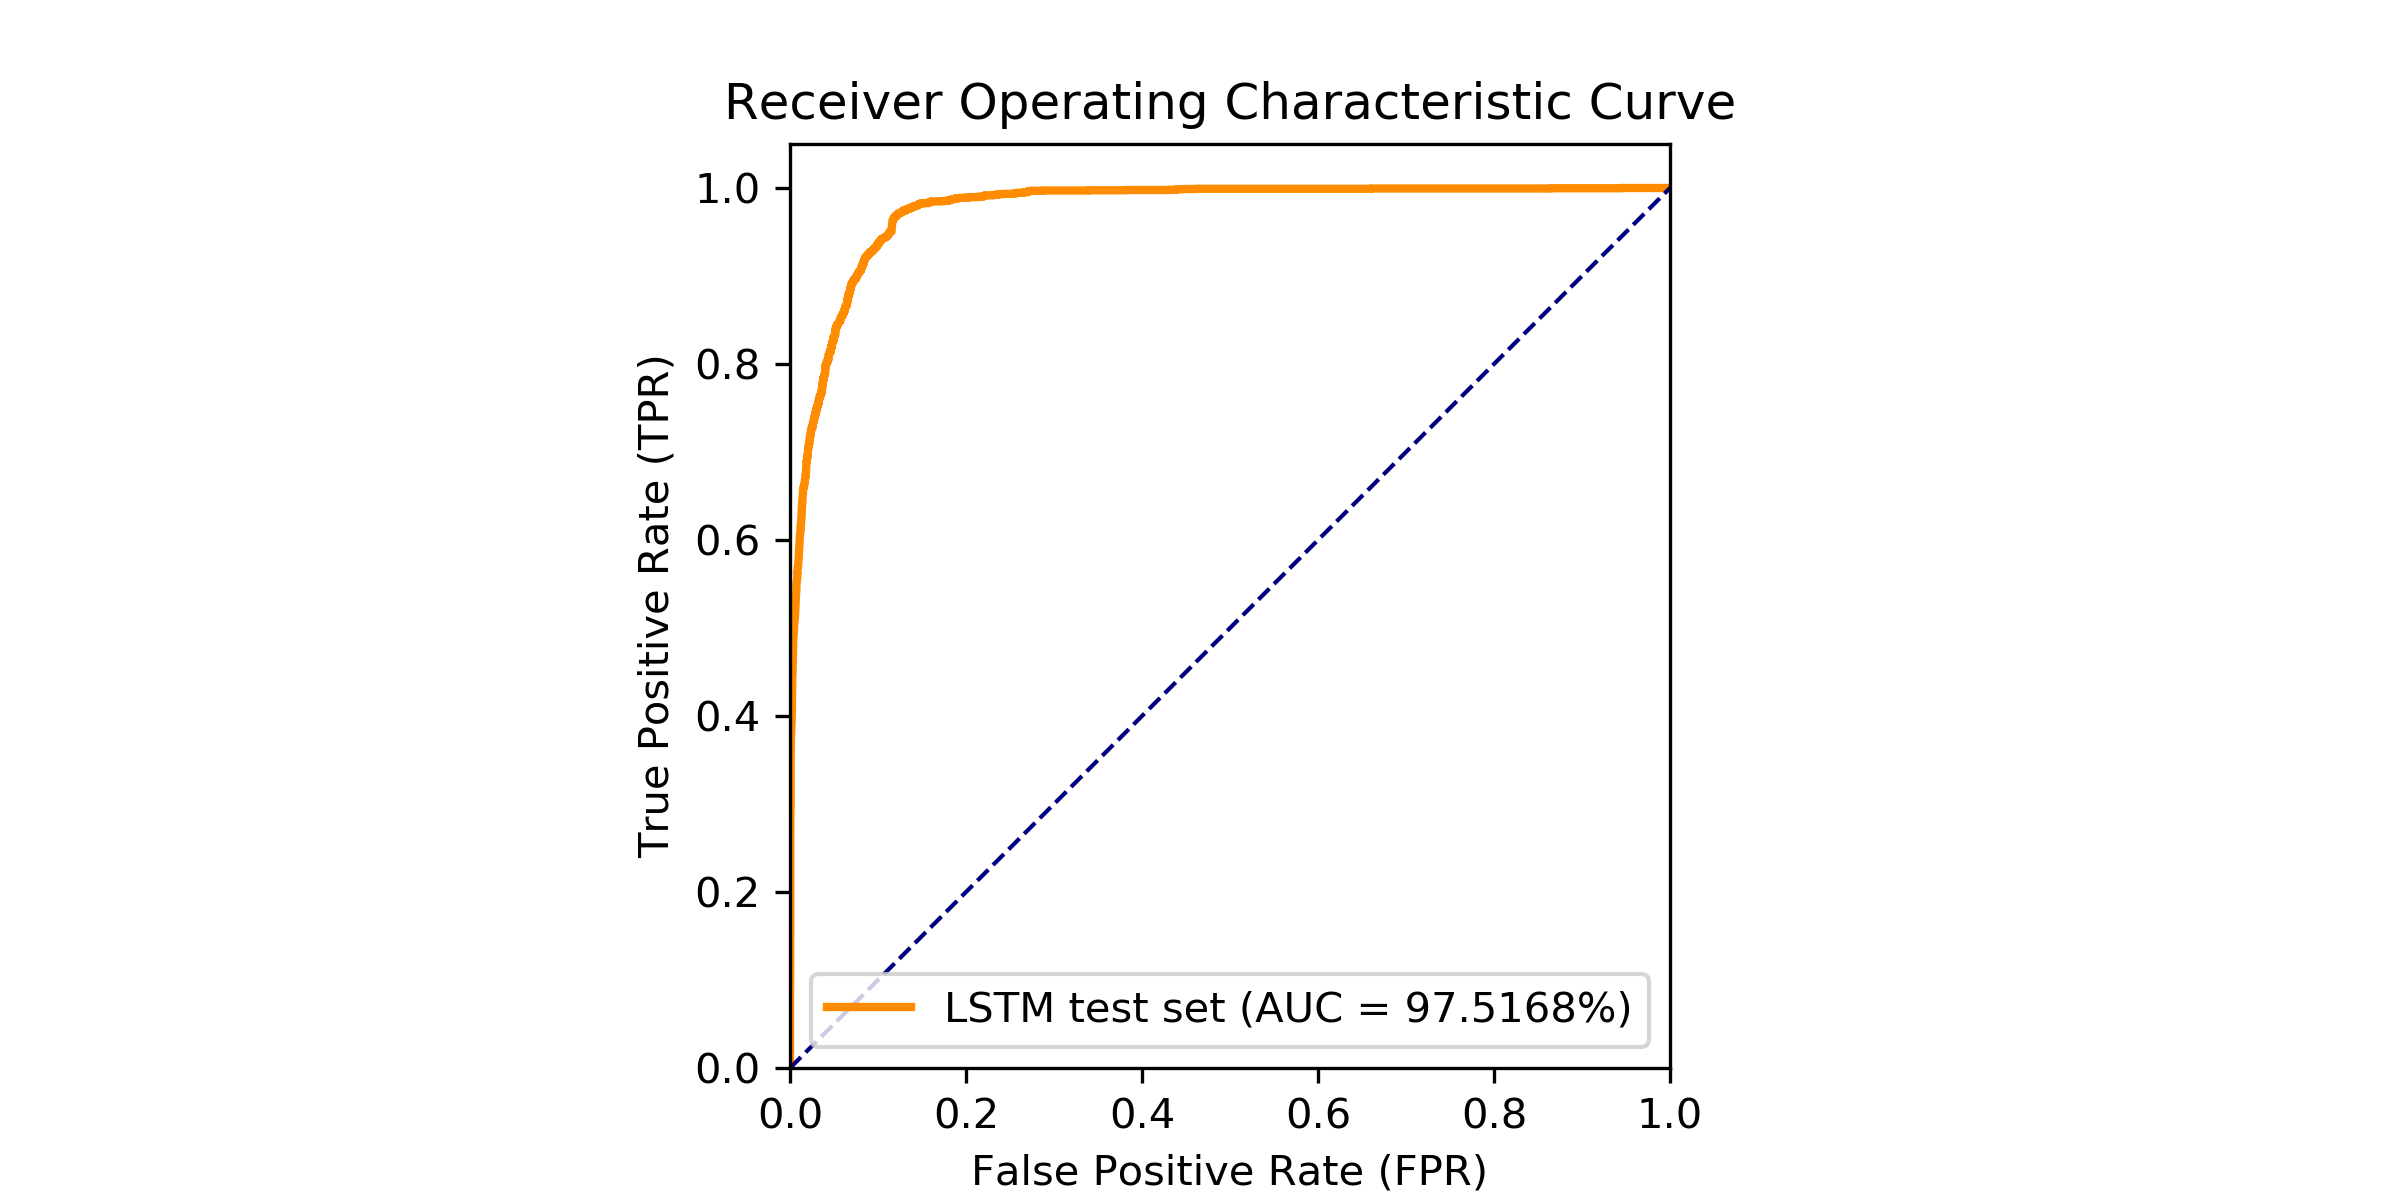 Receiver Operating Characteristic Curve
True Positive Rate (TPR)
1.0
0.8
0.6
0.4
0.2
0.0
LSTM test set (AUC = 97.5168%)
0.0 0.2 0.4 0.6 0.8 1.0
False Positive Rate (FPR)